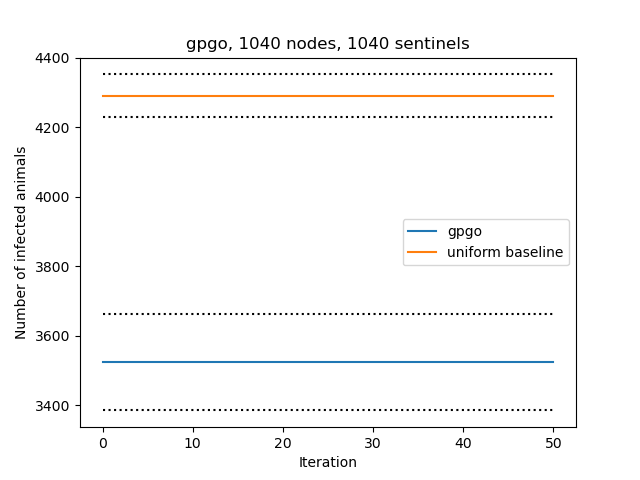 gpgo, 1040 nodes, 1040 sentinels
Number of infected animals
4400
4200
4000
3800
3600
3400
gpgo
uniform baseline
0 10 20 30 40 50
Iteration